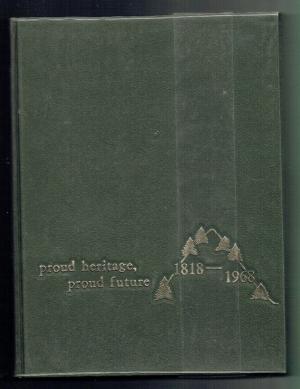 proud heritage,
proud future
1818—
1968